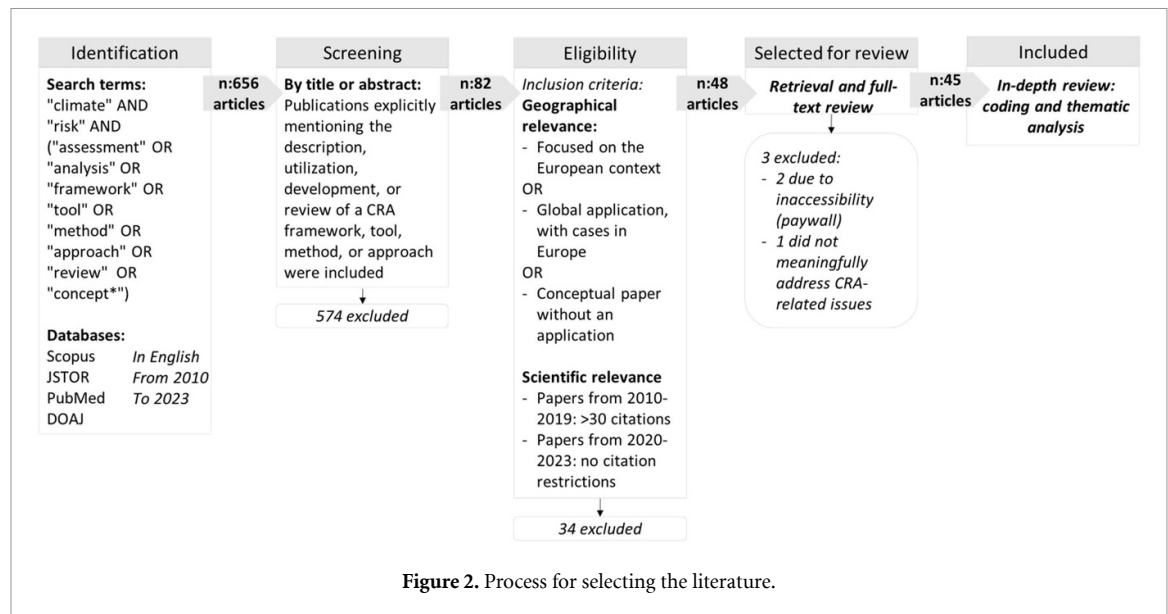 Identification
Search terms:
"climate" AND
"risk" AND
("assessment" OR
"analysis" OR
"framework" OR
"tool" OR
"method" OR
"approach" OR
"review" OR
"concept*")
Databases:
Scopus In English
JSTOR From 2010
PubMed To 2023
DOAJ
n:656
articles
Screening
By title or abstract:
Publications explicitly
mentioning the
description,
utilization,
development, or
review of a CRA
framework, tool,
method, or approach
were included
574 excluded
n:82
articles
Eligibility
Inclusion criteria:
Geographical
relevance:
- Focused on the
European context
OR
- Global application,
with cases in
Europe
OR
- Conceptual paper
without an
application
Scientific relevance
- Papers from 2010-
2019: >30 citations
- Papers from 2020-
2023: no citation
restrictions
34 excluded
n:48
articles
Selected for review
Retrieval and full-
text review
3 excluded:
- 2 due to
inaccessibility
(paywall)
- 1 did not
meaningfully
address CRA-
related issues
n:45
articles
Included
In-depth review:
coding and thematic
analysis
Figure 2. Process for selecting the literature.